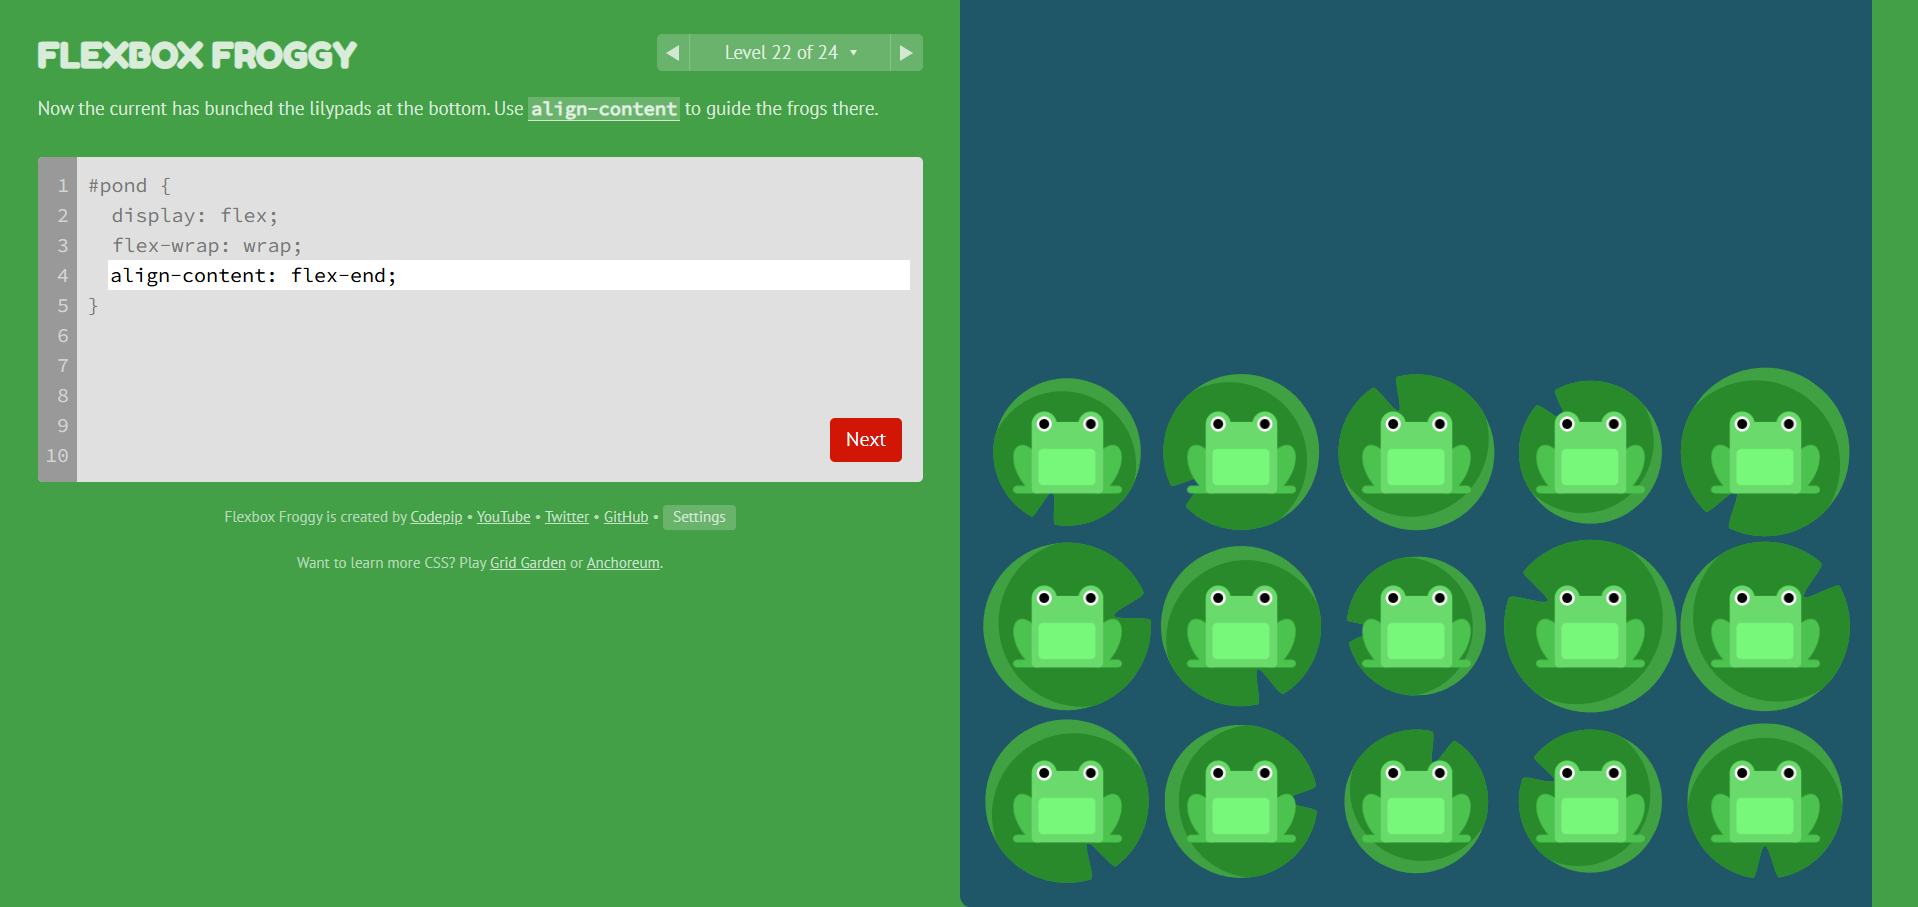 FLEXBOX FROGGY
◀ Level 22 of 24 ▼ ▶
Now the current has bunched the lilypads at the bottom. Use align-content to guide the frogs there.
1 #pond {
2 display: flex;
3 flex-wrap: wrap;
4 align-content: flex-end;
5 }
6
7
8
9
10
Next
Flexbox Froggy is created by Codepip • YouTube • Twitter • GitHub • Settings
Want to learn more CSS? Play Grid Garden or Anchoreum.